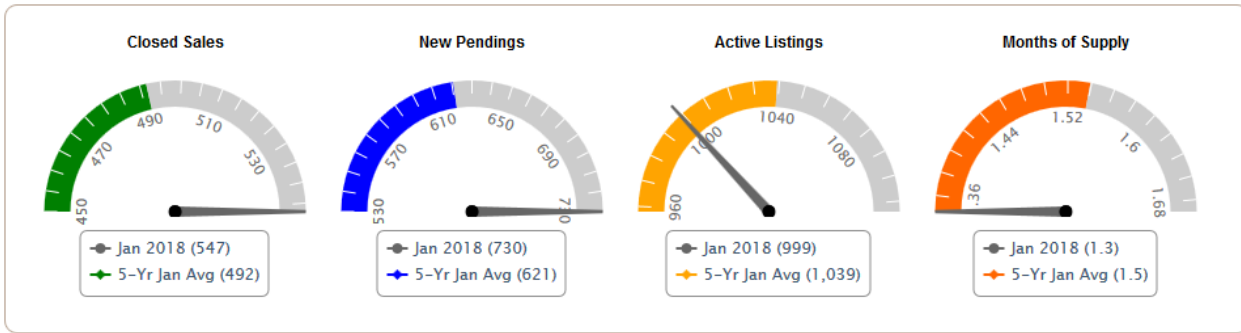 Closed Sales
450
470
490
510
530
Jan 2018 (547)
5-Yr Jan Avg (492)
New Pendings
530
570
610
650
690
730
Jan 2018 (730)
5-Yr Jan Avg (621)
Active Listings
960
1000
1040
1080
Jan 2018 (999)
5-Yr Jan Avg (1,039)
Months of Supply
.36
1.44
1.52
1.6
1.68
Jan 2018 (1.3)
5-Yr Jan Avg (1.5)